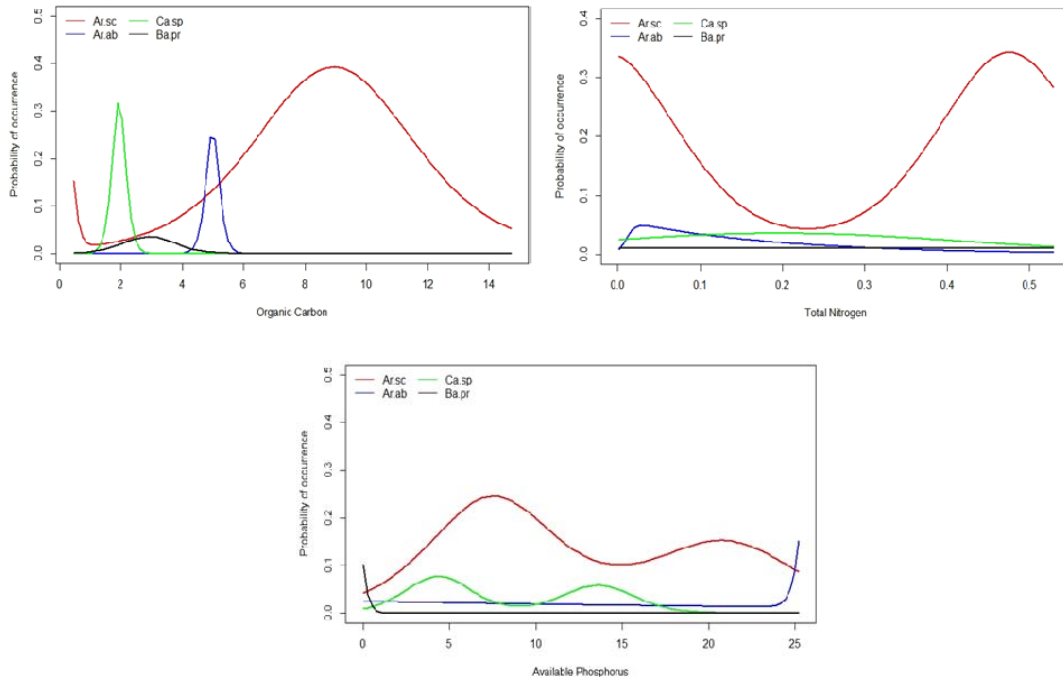 Ar.sc Ca.sp
Ar.ab Ba.pr
Probability of occurrence
0.0 0.1 0.2 0.3 0.4 0.5
0 2 4 6 8 10 12 14
Organic Carbon
Ar.sc Ca.sp
Ar.ab Ba.pr
Probability of occurrence
0.0 0.1 0.2 0.3 0.4
0.0 0.1 0.2 0.3 0.4 0.5
Total Nitrogen
Ar.sc Ca.sp
Ar.ab Ba.pr
Probability of occurrence
0.0 0.1 0.2 0.3 0.4 0.5
0 5 10 15 20 25
Available Phosphorus